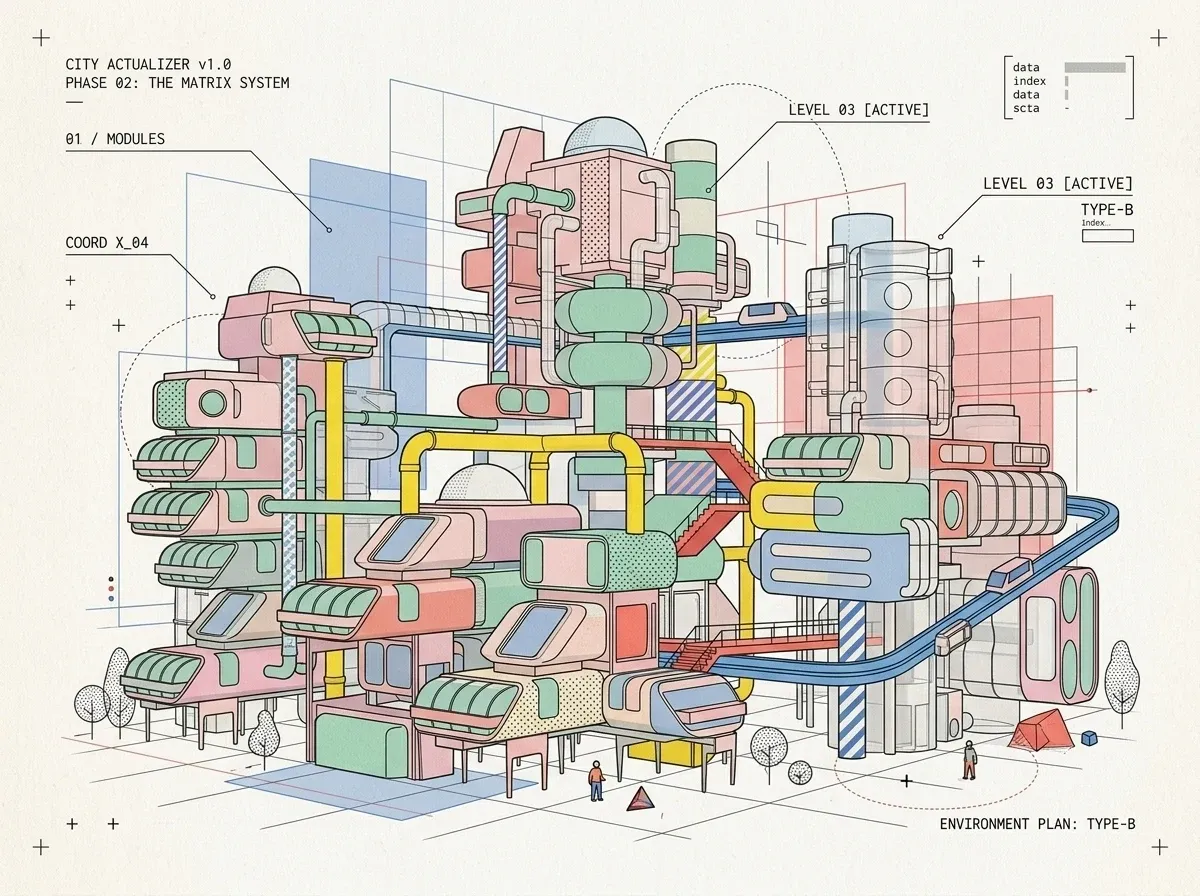 CITY ACTUALIZER v1.0
PHASE 02: THE MATRIX SYSTEM
01 / MODULES
COORD X_04
LEVEL 03 [ACTIVE]
data
index
data
scta
LEVEL 03 [ACTIVE]
TYPE-B
Index..
ENVIRONMENT PLAN: TYPE-B